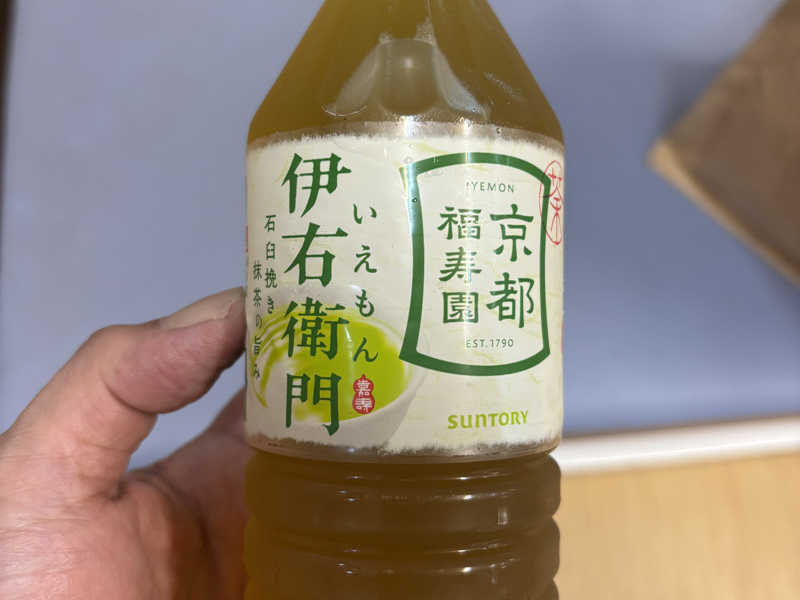 伊右衛門
いえもん
石臼挽き
抹茶の旨み
嘉寿
茶
IYEMON
京都
福寿園
EST.1790
SUNTORY